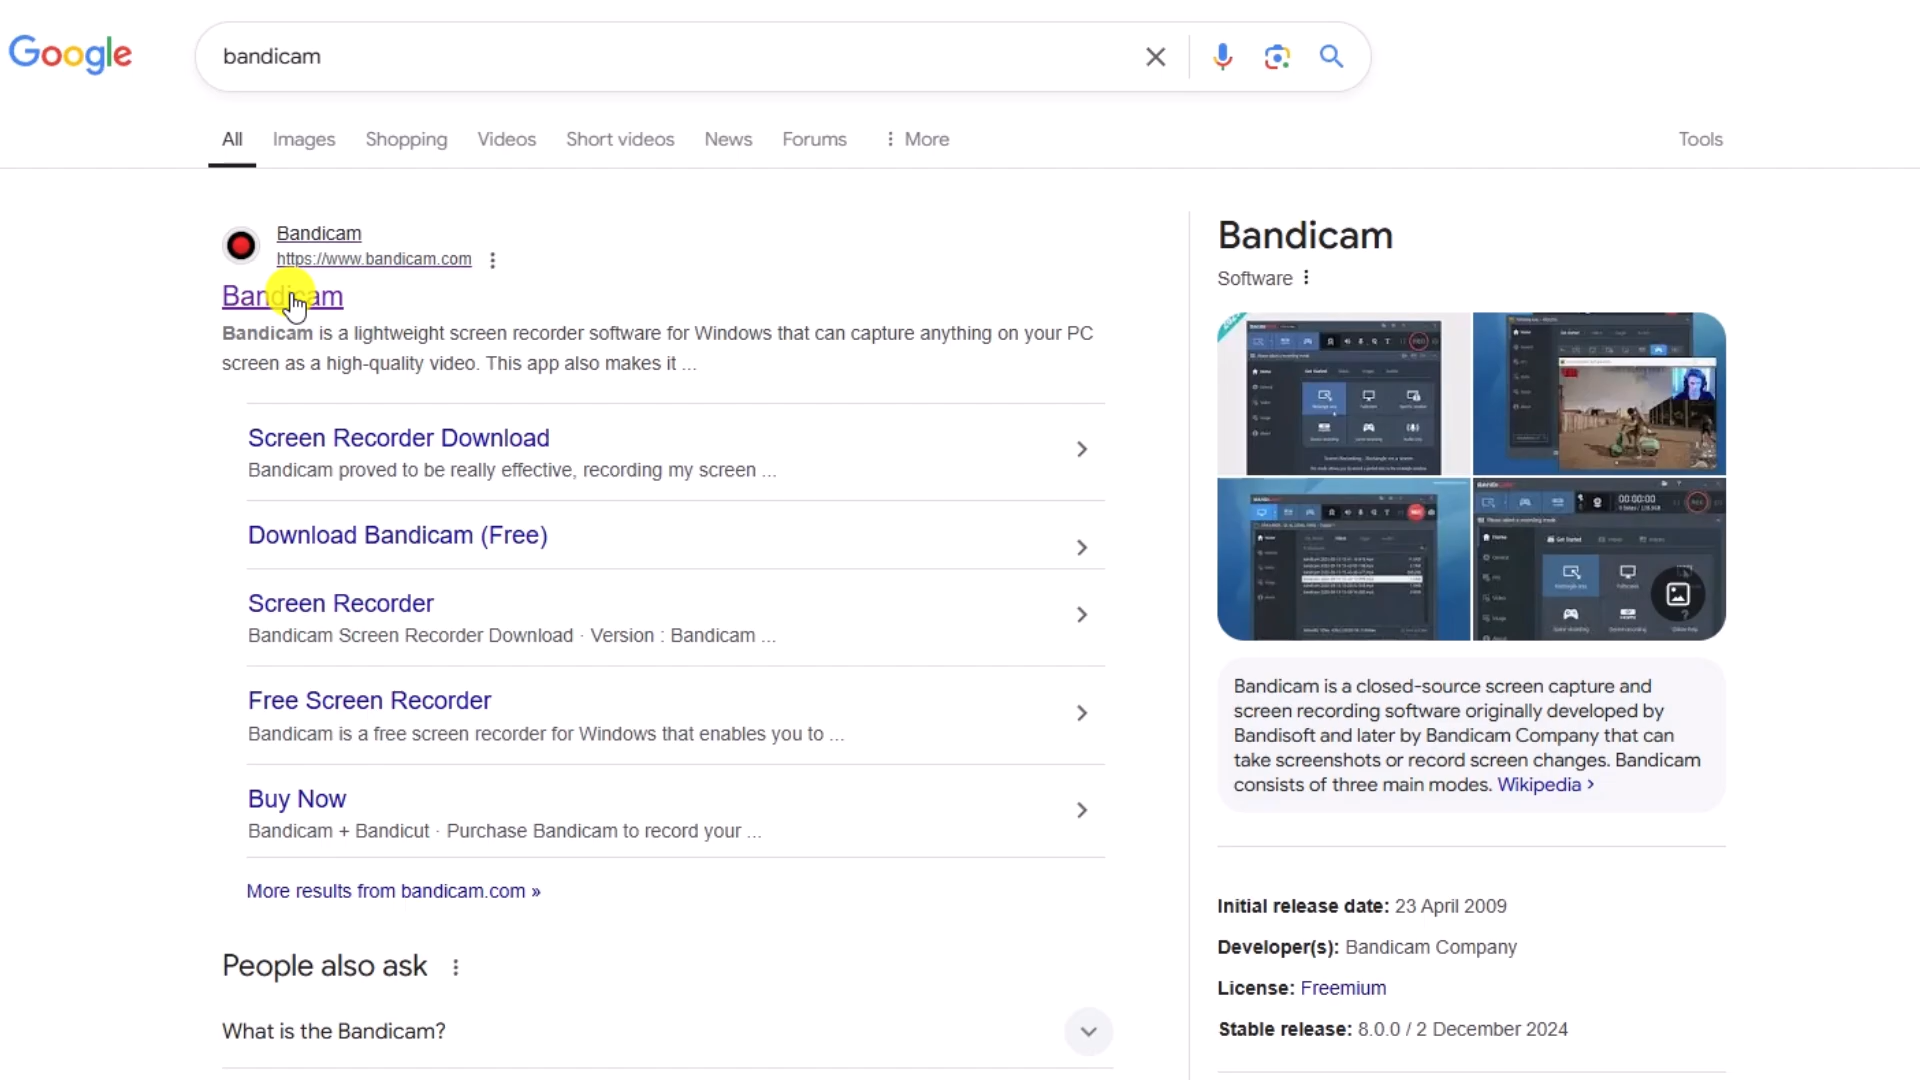 Google
bandicam
All Images Shopping Videos Short videos News Forums More Tools
Bandicam
https://www.bandicam.com
Bandicam
Bandicam is a lightweight screen recorder software for Windows that can capture anything on your PC
screen as a high-quality video. This app also makes it ...
Screen Recorder Download
Bandicam proved to be really effective, recording my screen ...
Download Bandicam (Free)
Screen Recorder
Bandicam Screen Recorder Download · Version : Bandicam ...
Free Screen Recorder
Bandicam is a free screen recorder for Windows that enables you to ...
Buy Now
Bandicam + Bandicut · Purchase Bandicam to record your ...
More results from bandicam.com »
People also ask
What is the Bandicam?
Bandicam
Software
00:00:00
Bandicam is a closed-source screen capture and
screen recording software originally developed by
Bandisoft and later by Bandicam Company that can
take screenshots or record screen changes. Bandicam
consists of three main modes. Wikipedia ›
Initial release date: 23 April 2009
Developer(s): Bandicam Company
License: Freemium
Stable release: 8.0.0 / 2 December 2024